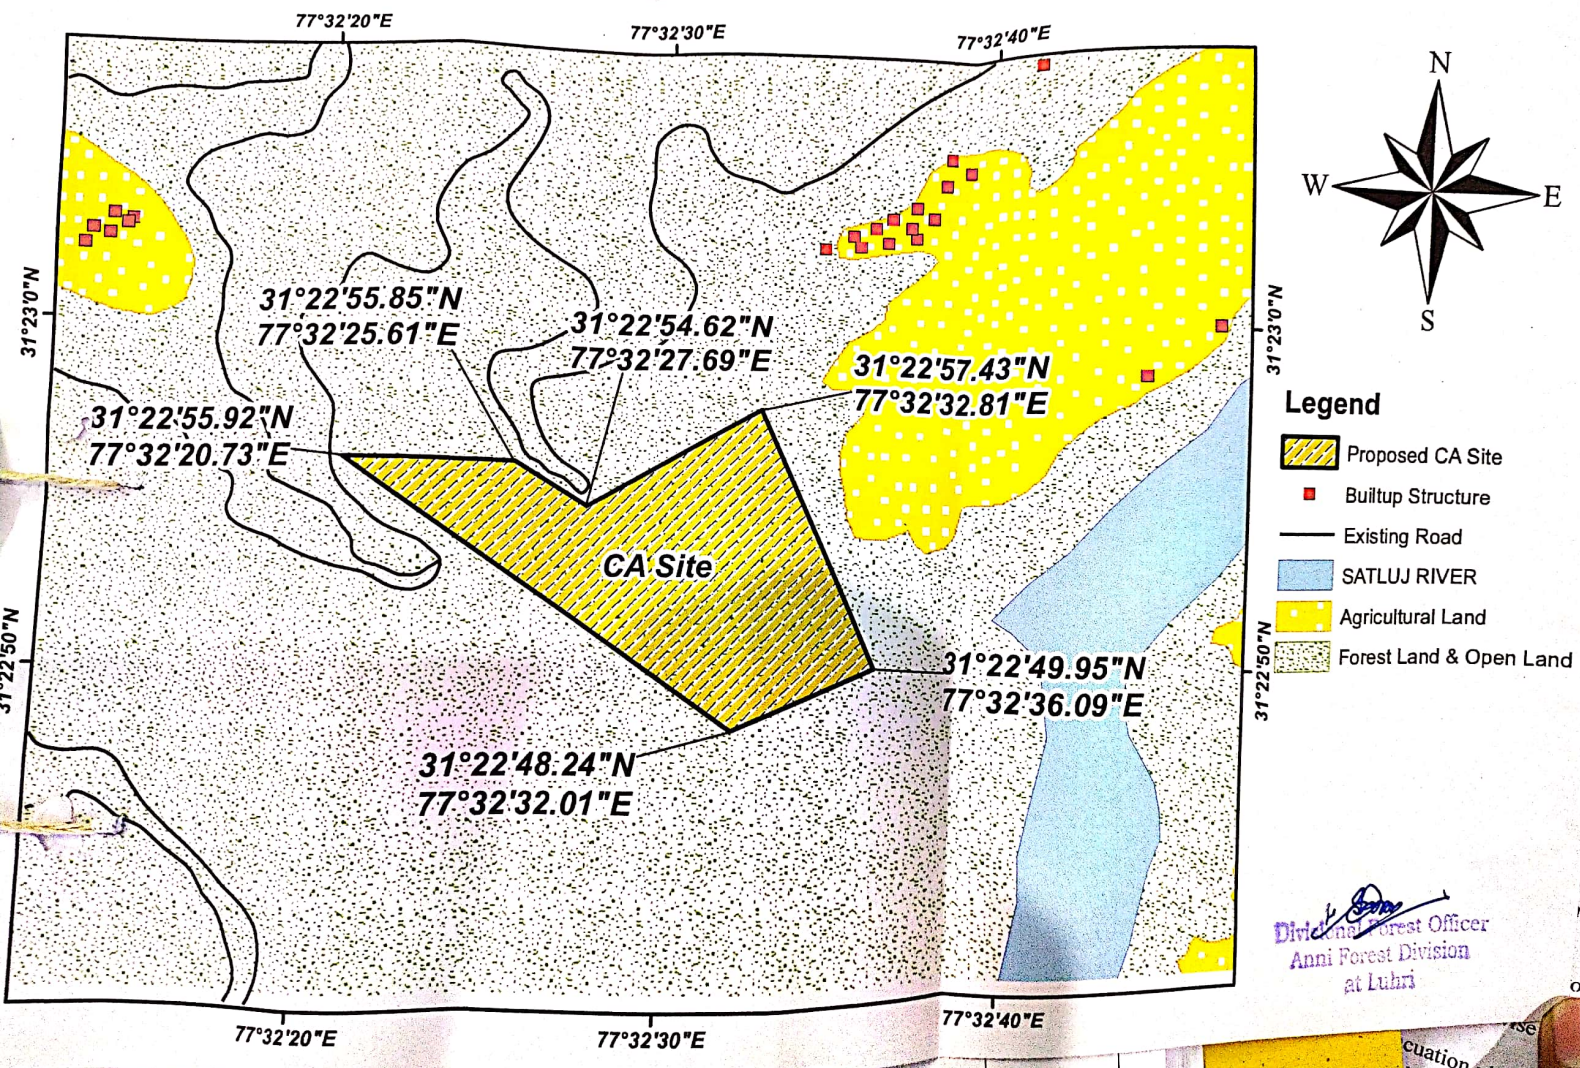 77°32'20"E
77°32'30"E
77°32'40"E
N
W
E
S
31°23'0"N
31°23'0"N
31°22'55.85"N
77°32'25.61"E
31°22'54.62"N
77°32'27.69"E
31°22'57.43"N
77°32'32.81"E
31°22'55.92"N
77°32'20.73"E
CA Site
31°22'49.95"N
77°32'36.09"E
31°22'48.24"N
77°32'32.01"E
31°22'50"N
31°22'50"N
Legend
Proposed CA Site
Builtup Structure
Existing Road
SATLUJ RIVER
Agricultural Land
Forest Land & Open Land
Divisional Forest Officer
Anni Forest Division
at Luhri
77°32'20"E
77°32'30"E
77°32'40"E
cuation